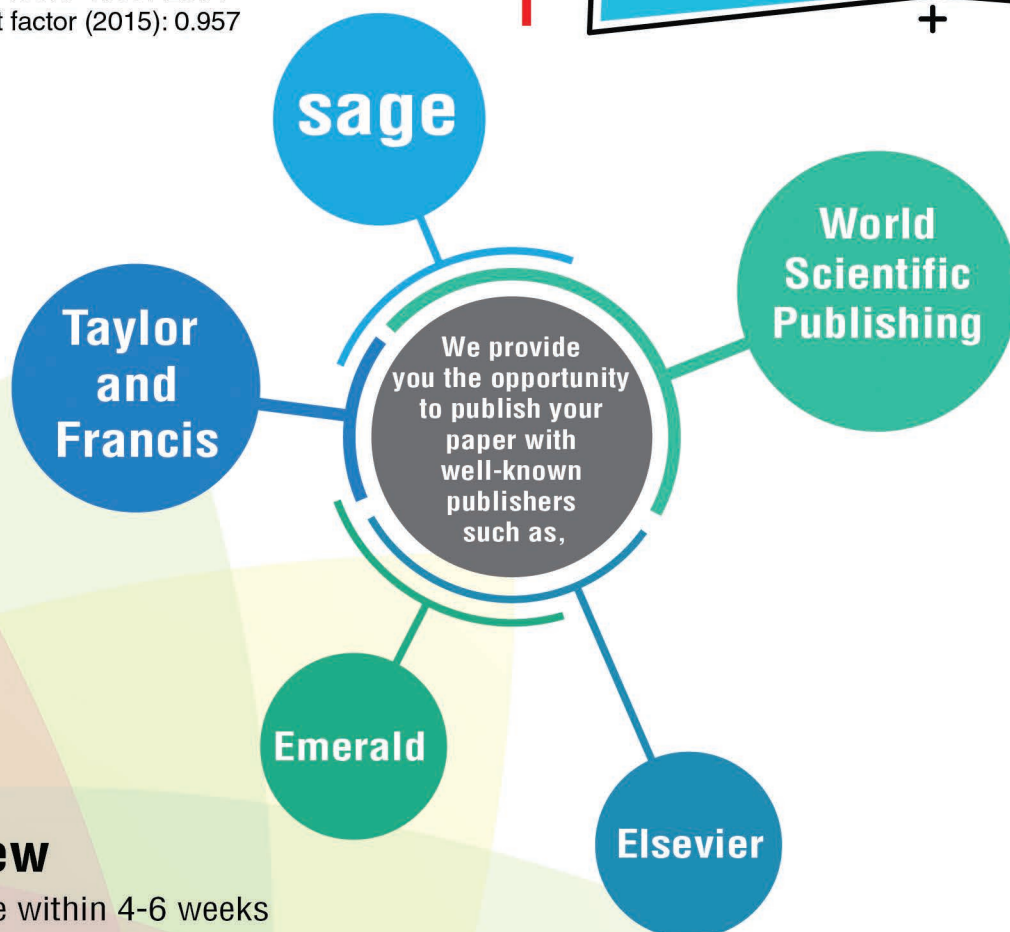 factor (2015): 0.957
+
sage
World
Scientific
Publishing
Taylor
and
Francis
We provide
you the opportunity
to publish your
paper with
well-known
publishers
such as,
Emerald
Elsevier
within 4-6 weeks